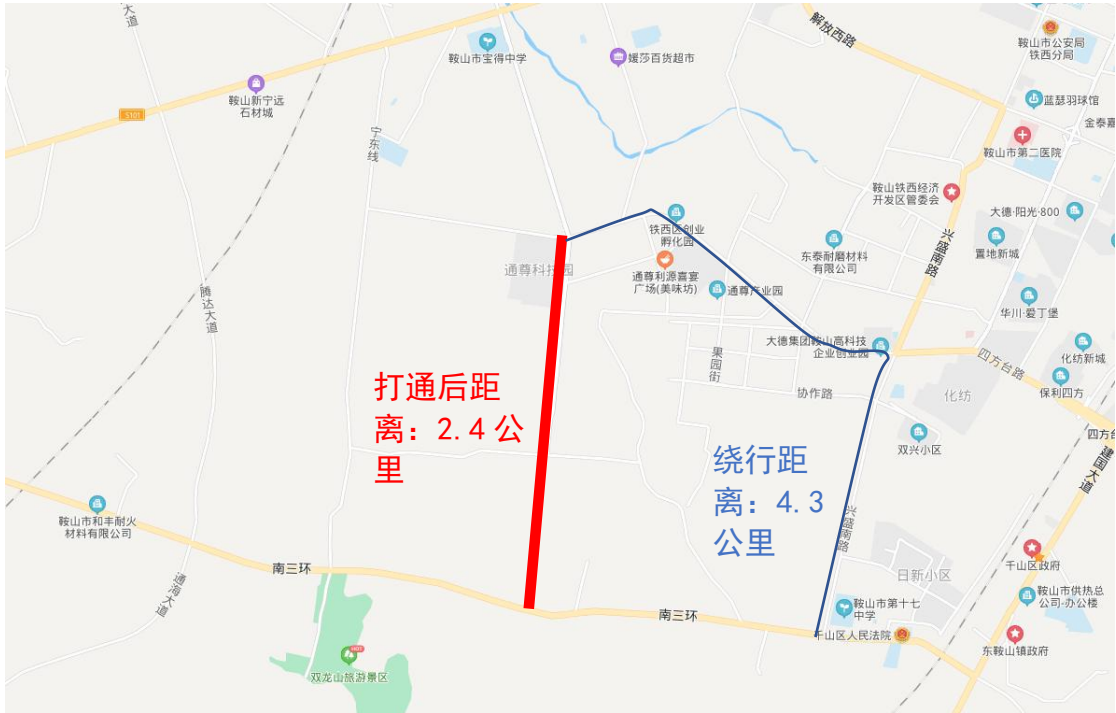 大道
解放西路
鞍山市公安局
铁西分局
鞍山市宝得中学
媛莎百货超市
鞍山新宁远
石材城
S101
蓝瑟羽球馆
金泰嘉
宁东线
鞍山市第二医院
鞍山铁西经济
开发区管委会
大德·阳光·800
铁西区创业
孵化园
兴盛南路
置地新城
东泰耐磨材料
有限公司
通尊科技园
通尊利源喜宴
广场(美味坊)
通尊产业园
腾达大道
华川·爱丁堡
大德集团鞍山高科技
企业创业园
果园街
四方台路
化纺新城
打通后距
离：2.4公
里
协作路
化纺
保利四方
双兴小区
四方台
建国大道
绕行距
离：4.3
公里
鞍山市和丰耐火
材料有限公司
兴盛南路
南三环
通海大道
日新小区
千山区政府
鞍山市供热总
公司-办公楼
鞍山市第十七
中学
南三环
千山区人民法院
东鞍山镇政府
双龙山旅游景区